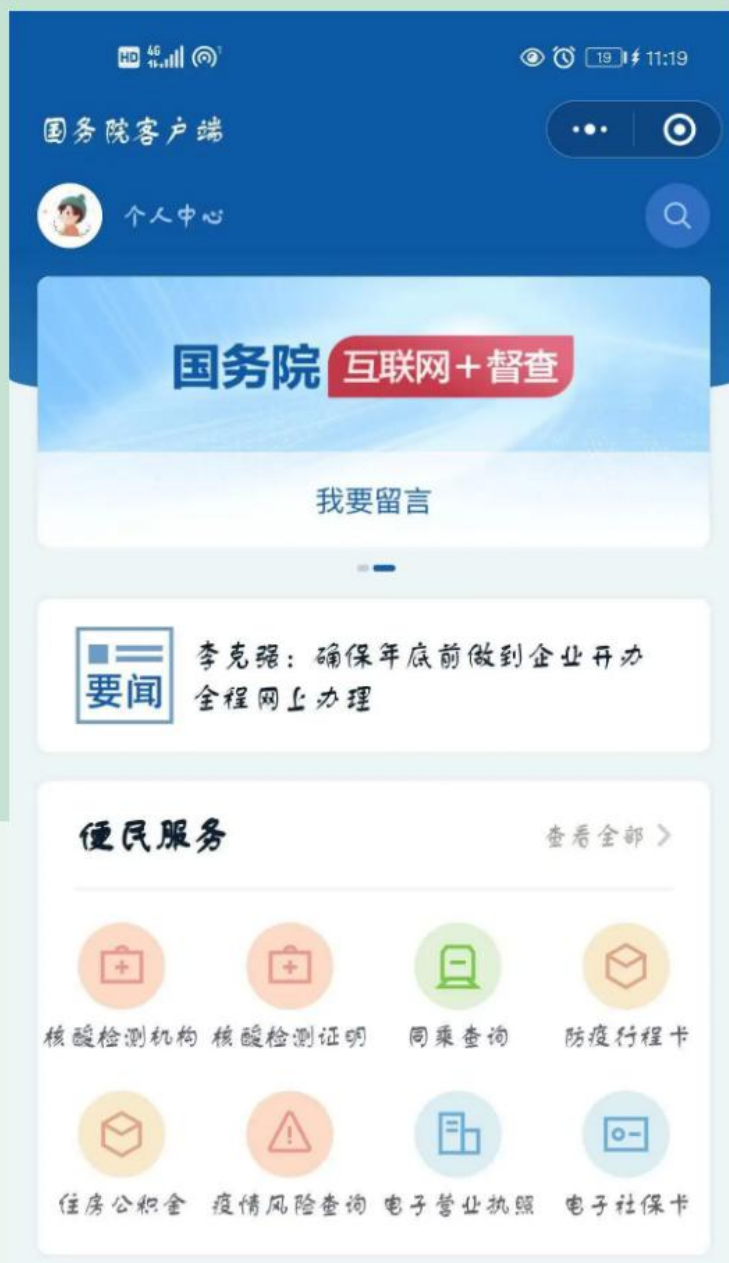 HD 4G 19 11:19
国务院客户端
个人中心
国务院 互联网+督查
我要留言
要闻
李克强：确保年底前做到企业开办
全程网上办理
便民服务 查看全部
核酸检测机构 核酸检测证明 同乘查询 防疫行程卡
住房公积金 疫情风险查询 电子营业执照 电子社保卡